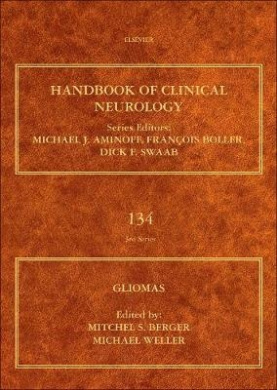 ELSEVIER
HANDBOOK OF CLINICAL
NEUROLOGY
Series Editors:
MICHAEL J. AMINOFF, FRANÇOIS BOLLER,
DICK F. SWAAB
134
3rd Series
GLIOMAS
Edited by:
MITCHEL S. BERGER
MICHAEL WELLER